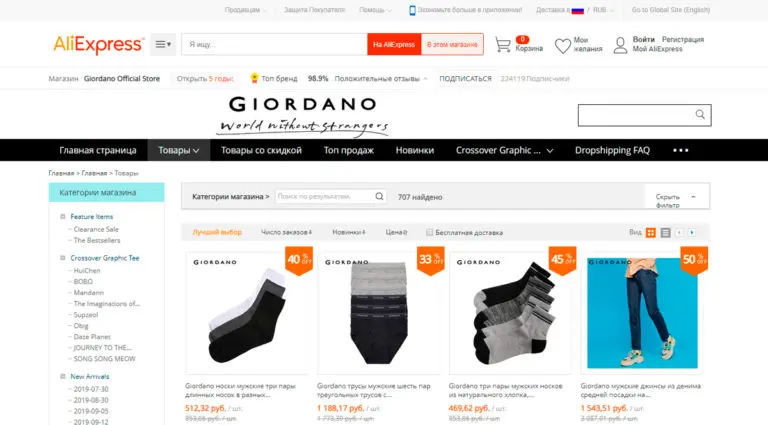 Продавцам
Защита Покупателя
Помощь
Экономьте больше в приложении!
Доставка в / RUB
Go to Global Site (English)
AliExpress
Я ищу...
На AliExpress
В этом магазине
0
Корзина
Мои желания
Войти Регистрация
Мой AliExpress
Магазин Giordano Official Store
Открыть 5 годы:
Топ бренд
98.9% Положительные отзывы
ПОДПИСАТЬСЯ
224119 Подписчики
GIORDANO
World without strangers
Главная страница
Товары
Товары со скидкой
Топ продаж
Новинки
Crossover Graphic ...
Dropshipping FAQ
Главная > Главная > Товары
Категории магазина
Feature Items
Clearance Sale
The Bestsellers
Crossover Graphic Tee
HuiChen
BOBO
Mandarin
The Imaginations of...
Supzeol
Obig
Daze Planet
JOURNEY TO THE...
SONG SONG MEOW
New Arrivals
2019-07-30
2019-08-30
2019-09-05
2019-09-12
Категории магазина >
Поиск по результатам.
707 найдено
Скрыть фильтр
Лучший выбор
Число заказов
Новинки
Цена
Бесплатная доставка
Вид
GIORDANO
40 % OFF
Giordano носки мужские три пары
длинных носок в разных...
512,32 руб. / шт.
853,86 руб. / шт.
GIORDANO
33 % OFF
Giordano трусы мужские шесть пар
треугольных трусов с...
1 188,17 руб. / шт.
1 773,39 руб. / шт.
GIORDANO
45 % OFF
Giordano три пары мужских носков
из натурального хлопка,...
469,62 руб. / шт.
853,86 руб. / шт.
GIORDANO
50 % OFF
Giordano мужские джинсы из денима
средней посадки на...
1 543,51 руб. / шт.
3 087,01 руб. / шт.